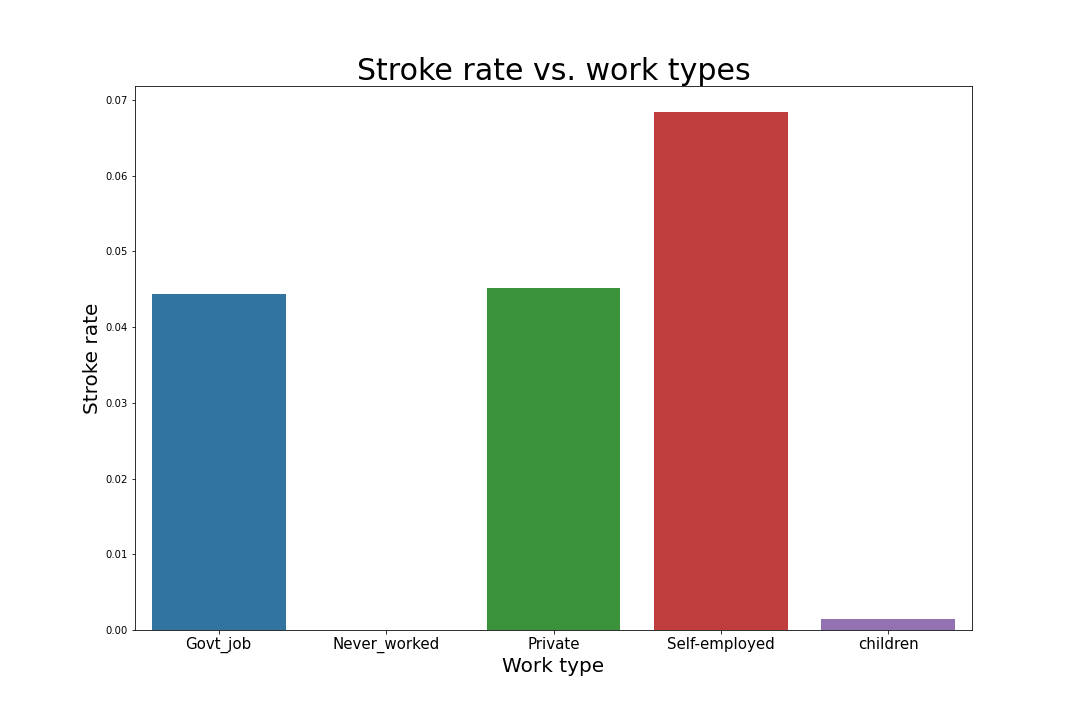 Stroke rate vs. work types
0.07
0.06
0.05
0.04
0.03
0.02
0.01
0.00
Stroke rate
Govt_job Never_worked Private Self-employed children
Work type